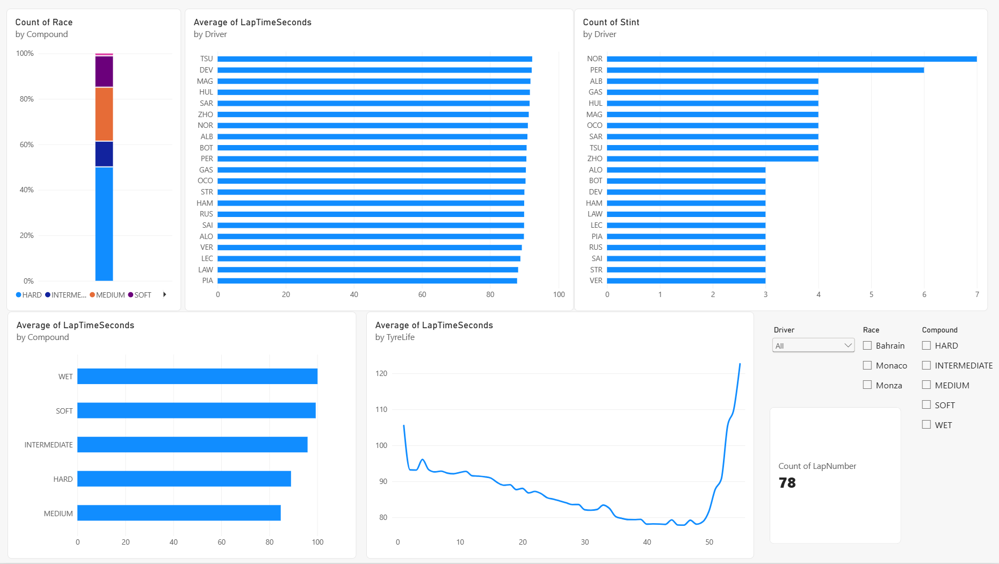 Count of Race
by Compound
100%
80%
60%
40%
20%
0%
HARD INTERME... MEDIUM SOFT
Average of LapTimeSeconds
by Driver
TSU
DEV
MAG
HUL
SAR
ZHO
NOR
ALB
BOT
PER
GAS
OCO
STR
HAM
RUS
SAI
ALO
VER
LEC
LAW
PIA
0 20 40 60 80 100
Count of Stint
by Driver
NOR
PER
ALB
GAS
HUL
MAG
OCO
SAR
TSU
ZHO
ALO
BOT
DEV
HAM
LAW
LEC
PIA
RUS
SAI
STR
VER
0 1 2 3 4 5 6 7
Average of LapTimeSeconds
by Compound
WET
SOFT
INTERMEDIATE
HARD
MEDIUM
0 20 40 60 80 100
Average of LapTimeSeconds
by TyreLife
120
110
100
90
80
0 10 20 30 40 50
Driver
All
Race
Bahrain
Monaco
Monza
Compound
HARD
INTERMEDIATE
MEDIUM
SOFT
WET
Count of LapNumber
78